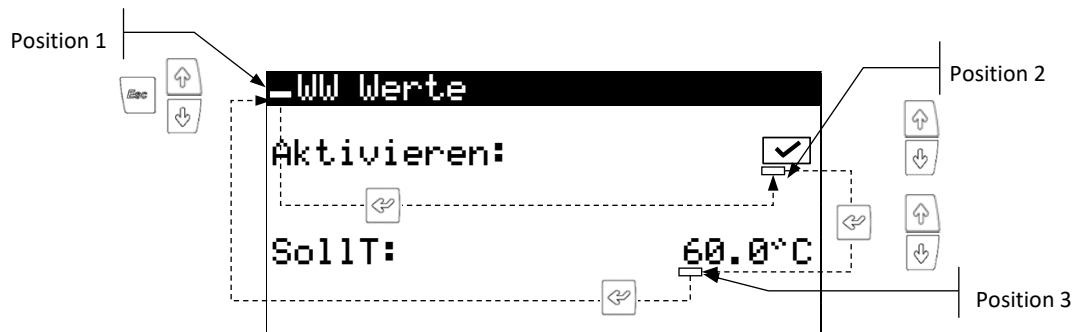 Position 1
Esc
WW Werte
Position 2
Aktivieren:
SollT: 60.0°C
Position 3